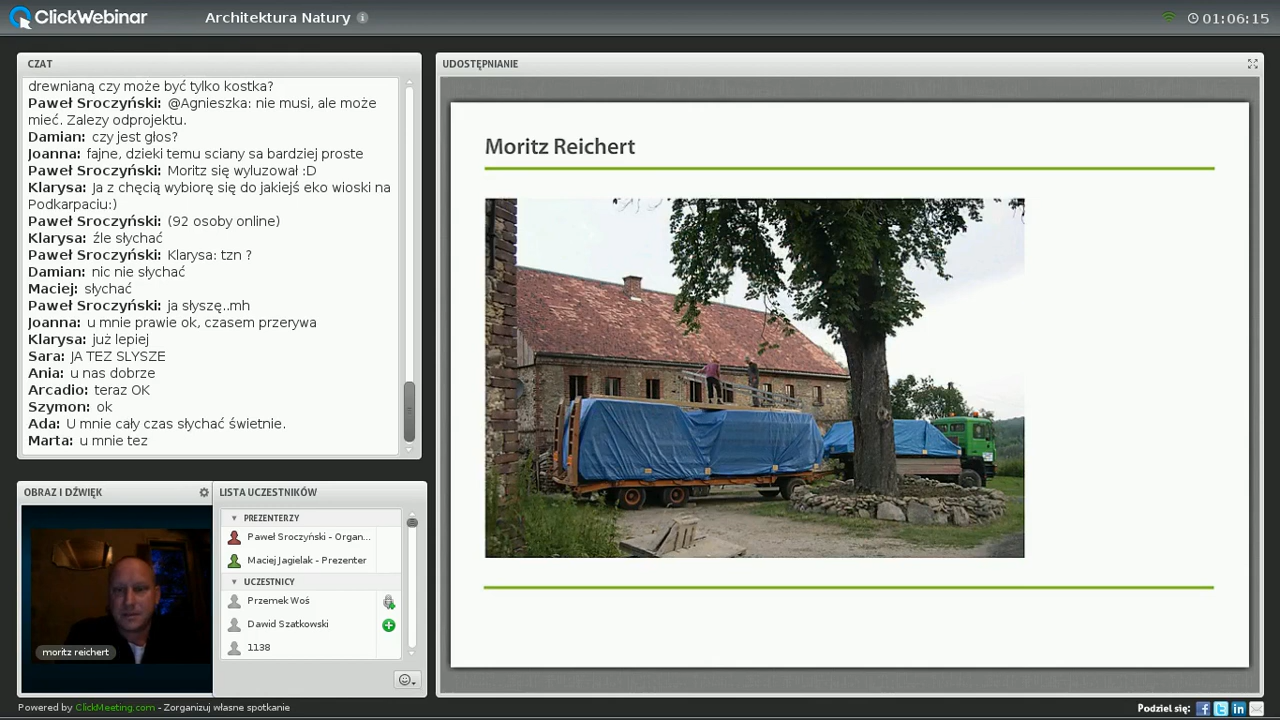 ClickWebinar
Architektura Natury
01:06:15
CZAT
UDOSTĘPNIANIE
drewnianą czy może być tylko kostka?
Paweł Sroczyński: @Agnieszka: nie musi, ale może
mieć. Zalezy odprojektu.
Damian: czy jest głos?
Joanna: fajne, dzieki temu sciany sa bardziej proste
Paweł Sroczyński: Moritz się wyluzował :D
Klarysa: Ja z chęcią wybiorę się do jakiejś eko wioski na
Podkarpaciu:)
Paweł Sroczyński: (92 osoby online)
Klarysa: źle słychać
Paweł Sroczyński: Klarysa: tzn ?
Damian: nic nie słychać
Maciej: słychać
Paweł Sroczyński: ja słyszę..mh
Joanna: u mnie prawie ok, czasem przerywa
Klarysa: już lepiej
Sara: JA TEZ SLYSZE
Ania: u nas dobrze
Arcadio: teraz OK
Szymon: ok
Ada: U mnie cały czas słychać świetnie.
Marta: u mnie tez
Moritz Reichert
OBRAZ I DŹWIĘK
moritz reichert
LISTA UCZESTNIKÓW
PREZENTERZY
Paweł Sroczyński - Organ...
Maciej Jagielak - Prezenter
UCZESTNICY
Przemek Woś
Dawid Szatkowski
1138
Powered by ClickMeeting.com - Zorganizuj własne spotkanie
Podziel się: